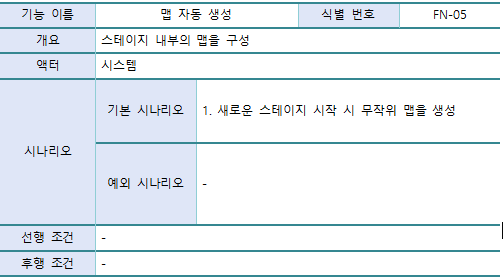 기능 이름 맵 자동 생성 식별 번호 FN-05
개요 스테이지 내부의 맵을 구성
액터 시스템
시나리오 기본 시나리오 1. 새로운 스테이지 시작 시 무작위 맵을 생성
예외 시나리오 -
선행 조건 -
후행 조건 -